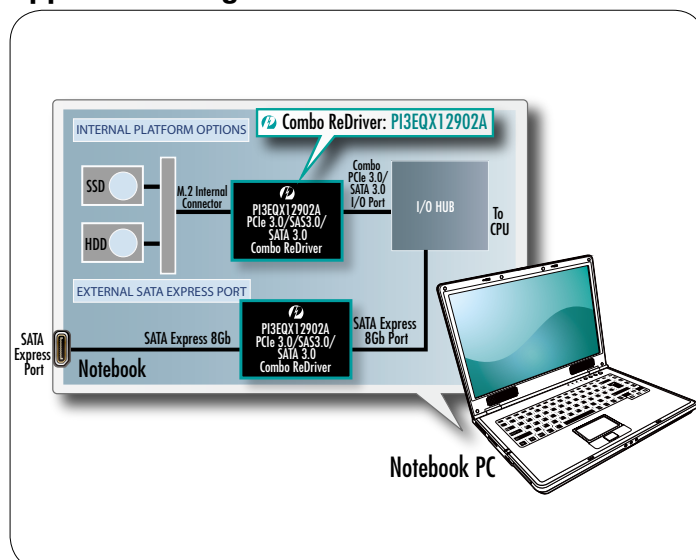 INTERNAL PLATFORM OPTIONS
Combo ReDriver: PI3EQX12902A
SSD
HDD
M.2 Internal
Connector
PI3EQX12902A
PCIe 3.0/SAS3.0/
SATA 3.0
Combo ReDriver
Combo
PCIe 3.0/
SATA 3.0
I/O Port
I/O HUB
To
CPU
EXTERNAL SATA EXPRESS PORT
SATA
Express
Port
SATA Express 8Gb
PI3EQX12902A
PCIe 3.0/SAS3.0/
SATA 3.0
Combo ReDriver
SATA Express
8Gb Port
Notebook
Notebook PC